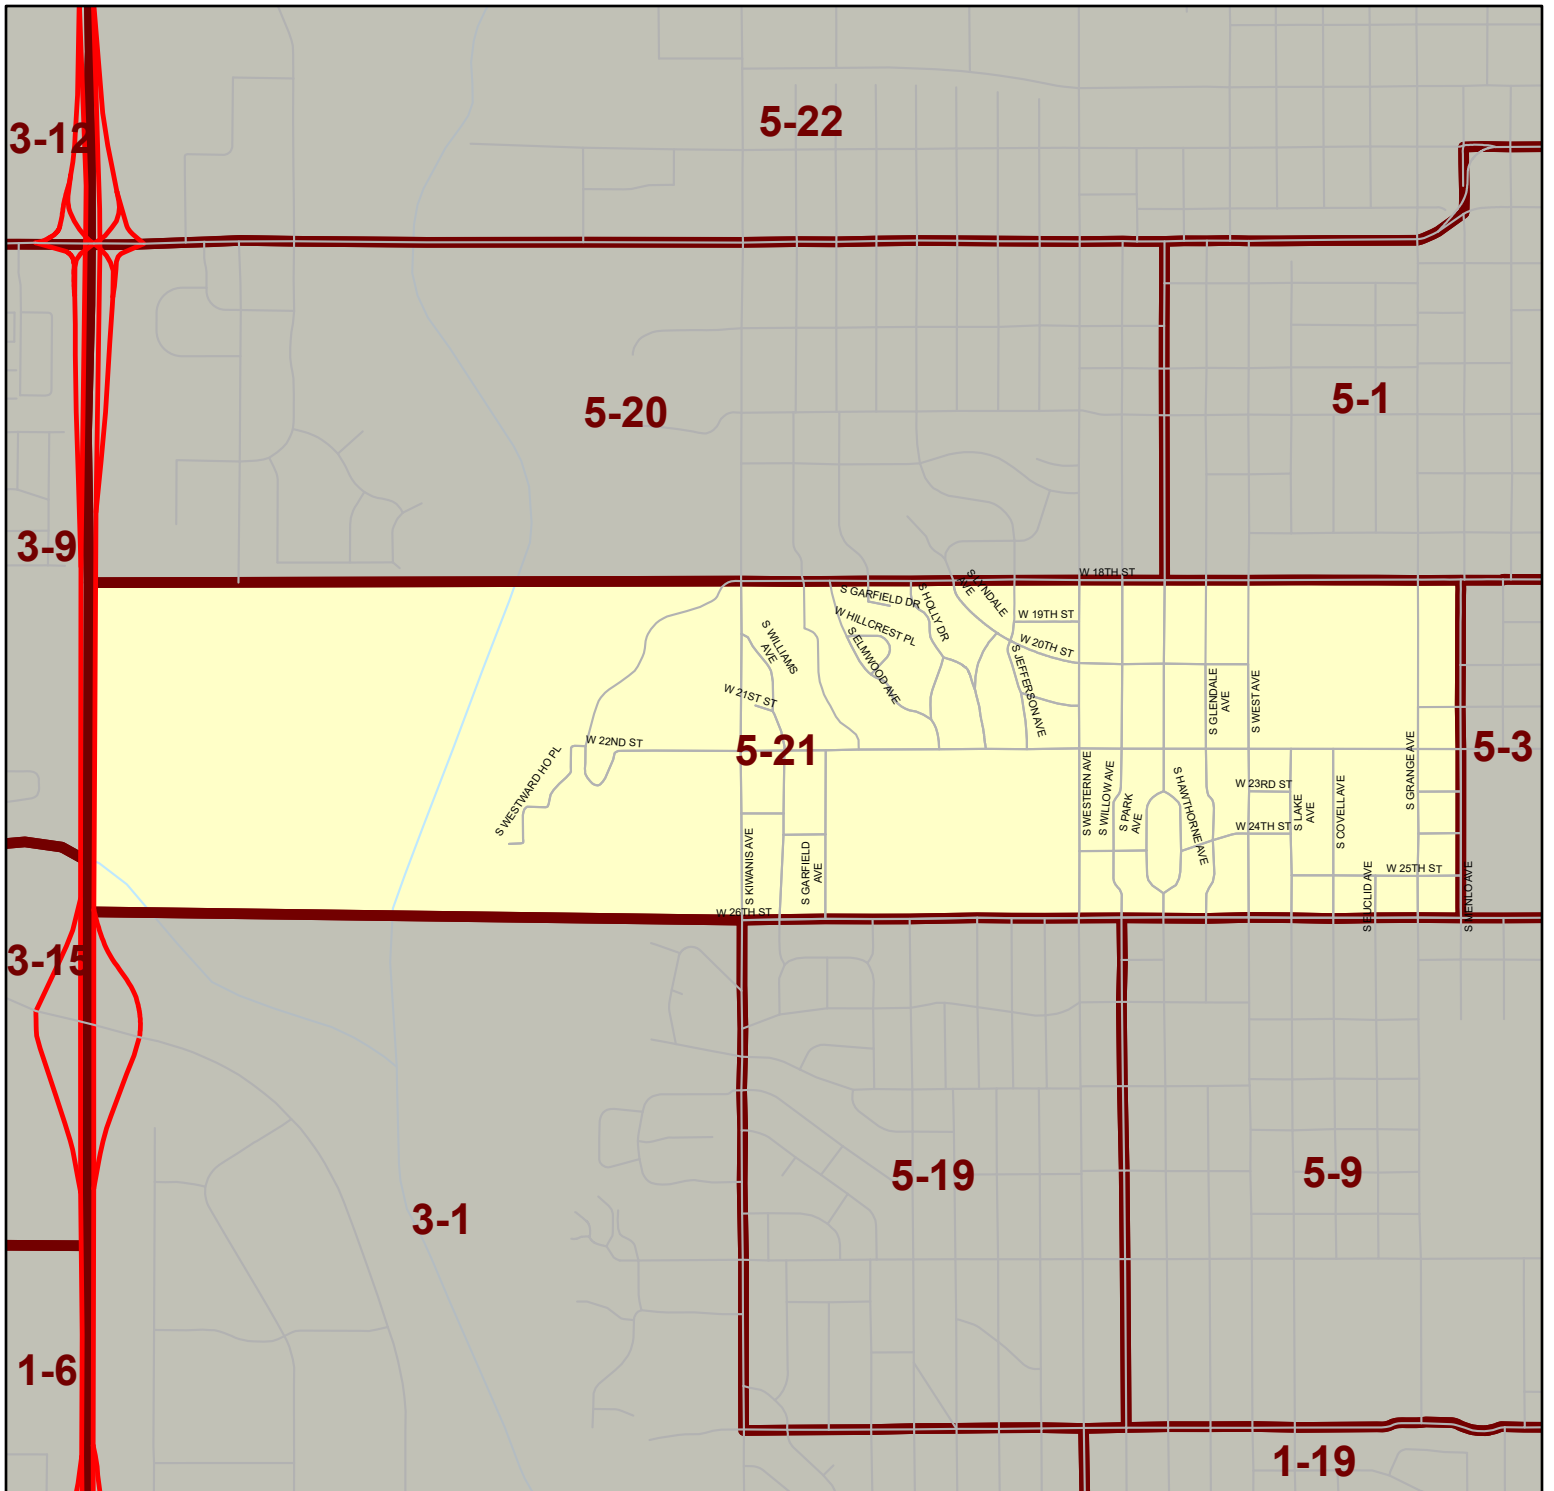 5-22
3-12
5-1
5-20
3-9
W 18TH ST
S LYNDALE
AVE
S GARFIELD DR
S HOLLY DR
W 19TH ST
W HILLCREST PL
S WILLIAMS
AVE
S ELMWOOD AVE
W 20TH ST
S JEFFERSON AVE
S GLENDALE
AVE
S WEST AVE
W 21ST ST
W 22ND ST
5-21
5-3
S WESTWARD HO PL
S WESTERN AVE
S WILLOW AVE
S PARK
AVE
S HAWTHORNE AVE
W 23RD ST
S LAKE
AVE
S COVELL AVE
S GRANGE AVE
W 24TH ST
S KIWANIS AVE
S GARFIELD
AVE
W 25TH ST
S EUCLID AVE
S MENLO AVE
W 26TH ST
3-15
5-19
5-9
3-1
1-6
1-19